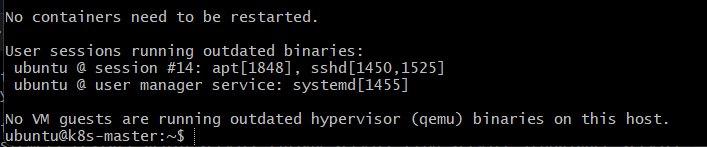 No containers need to be restarted.
User sessions running outdated binaries:
ubuntu @ session #14: apt[1848], sshd[1450,1525]
ubuntu @ user manager service: systemd[1455]
No VM guests are running outdated hypervisor (qemu) binaries on this host.
ubuntu@k8s-master:~$